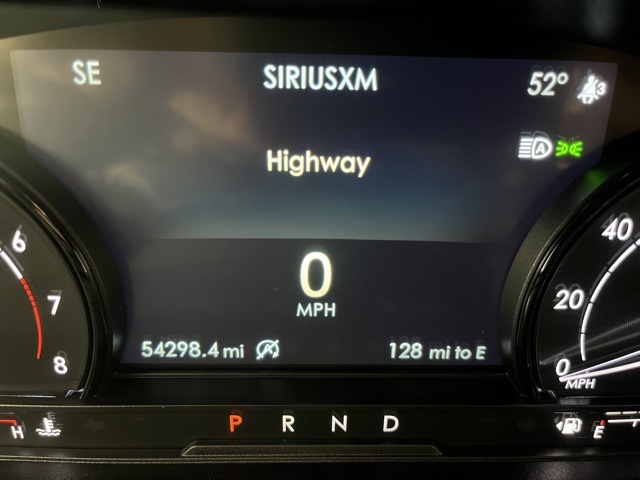 SE SIRIUSXM 52° 3
A
Highway
0
MPH
54298.4 mi A 128 mi to E
6
7
8
40
20
0
MPH
H P R N D E